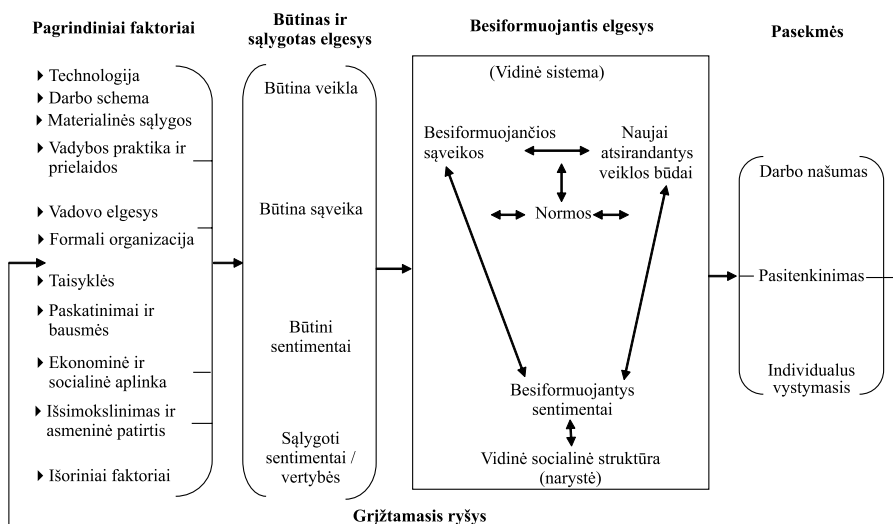 Pagrindiniai faktoriai
Technologija
Darbo schema
Materialinės sąlygos
Vadybos praktika ir
prielaidos
Vadovo elgesys
Formali organizacija
Taisyklės
Paskatinimai ir
bausmės
Ekonominė ir
socialinė aplinka
Išsimokslinimas ir
asmeninė patirtis
Išoriniai faktoriai
Būtinas ir
sąlygotas elgesys
Būtina veikla
Būtina sąveika
Būtini
sentimentai
Sąlygoti
sentimentai /
vertybės
Besiformuojantis elgesys
(Vidinė sistema)
Besiformuojančios
sąveikos
Naujai
atsirandantys
veiklos būdai
Normos
Besiformuojantys
sentimentai
Vidinė socialinė struktūra
(narystė)
Pasekmės
Darbo našumas
Pasitenkinimas
Individualus
vystymasis
Grįžtamasis ryšys